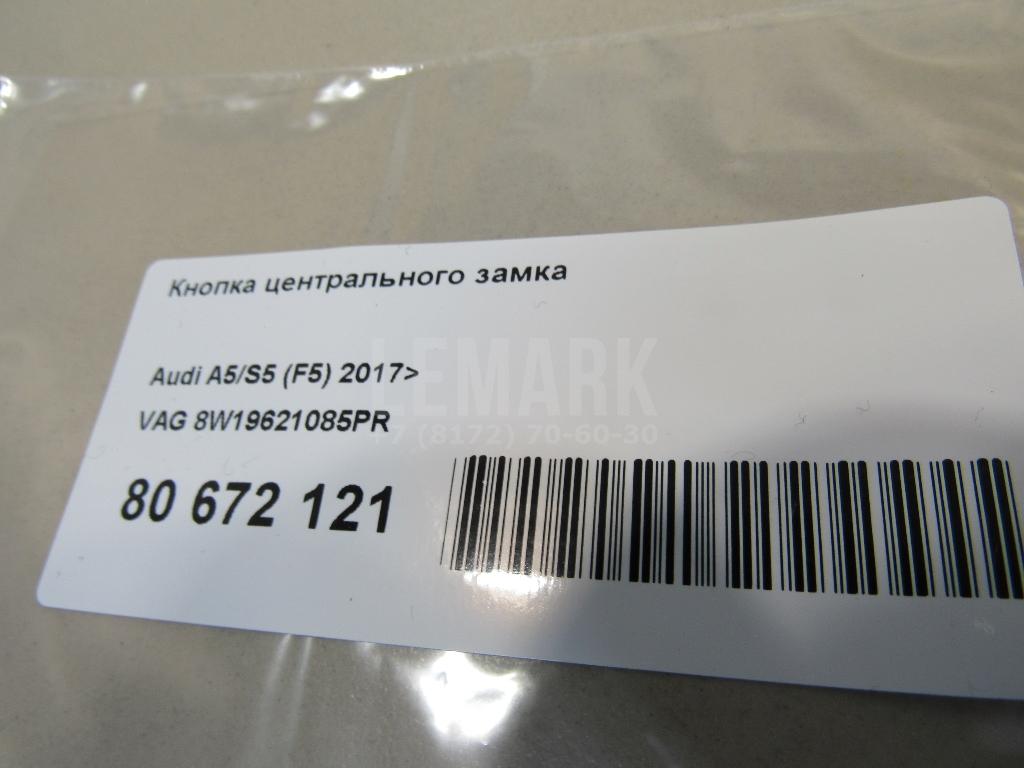 Кнопка центрального замка
Audi A5/S5 (F5) 2017>
VAG 8W19621085PR
80 672 121
LEMARK
+7 (8172) 70-60-30